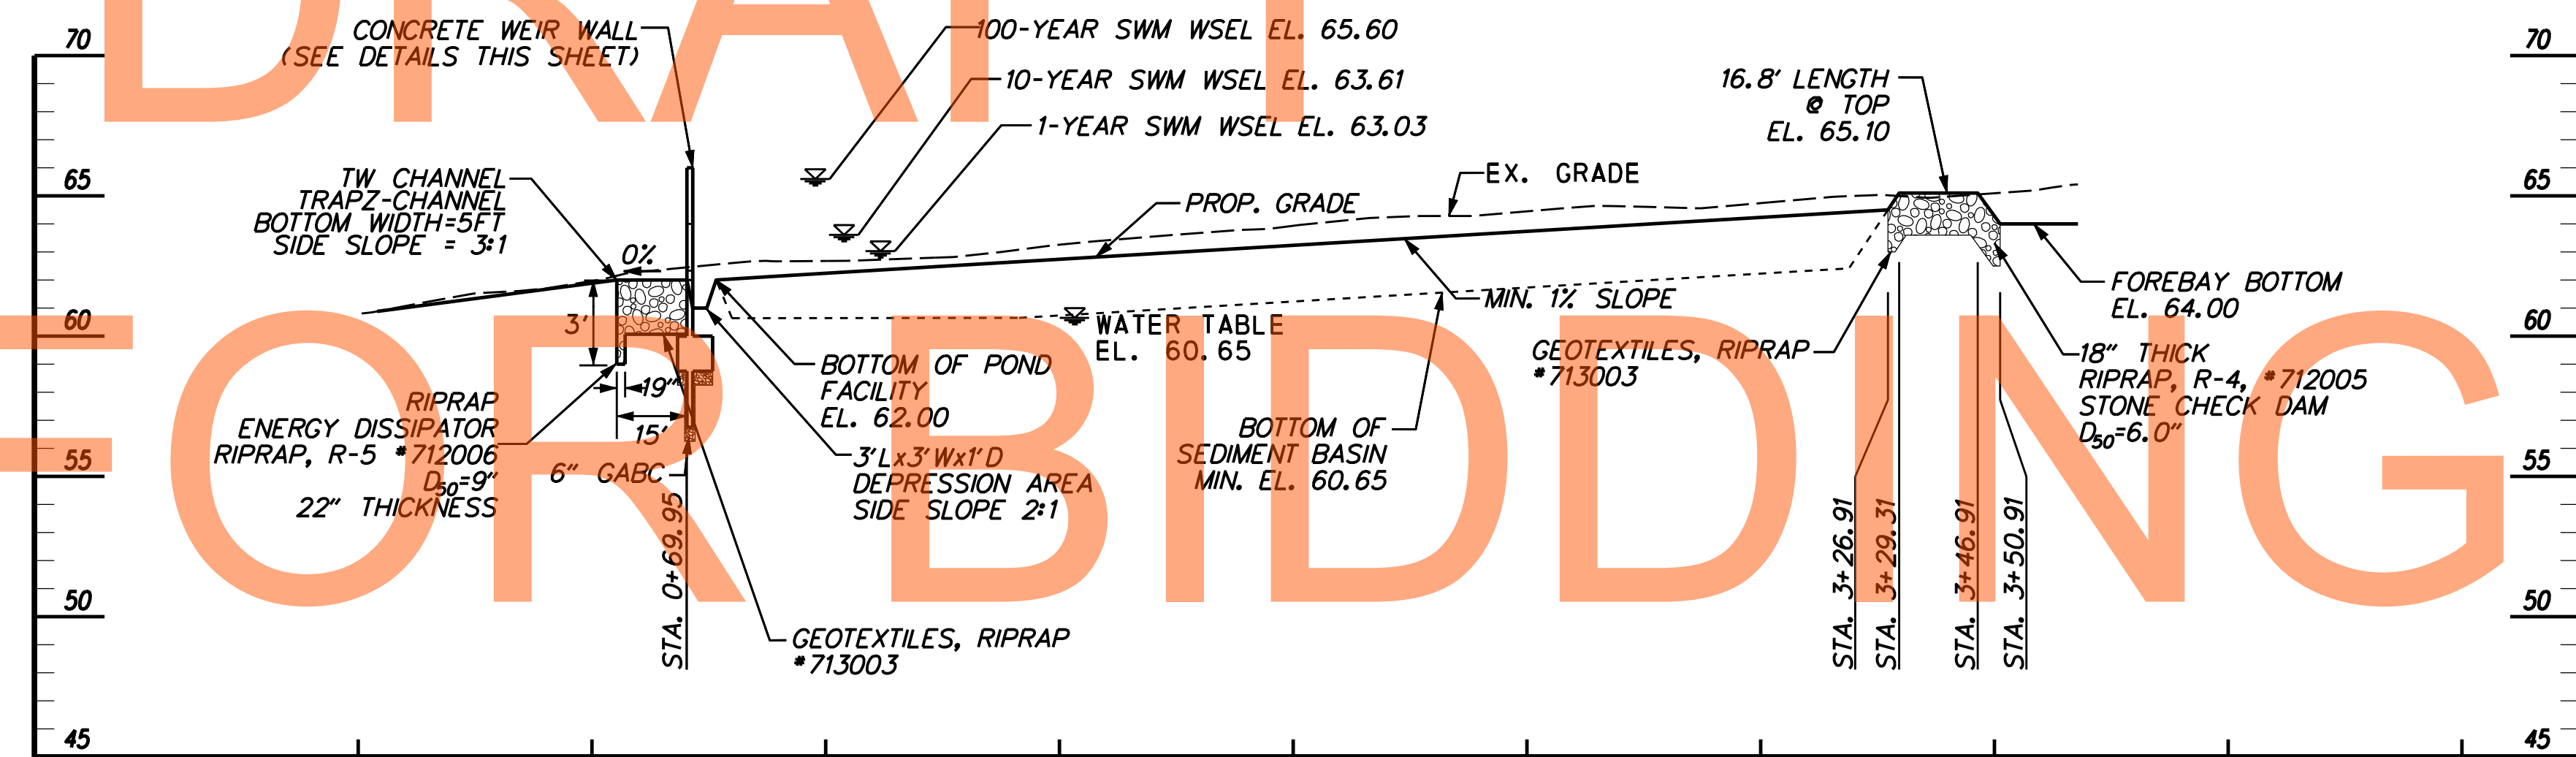 DRAFT
FOR BIDDING
70
65
60
55
50
45
CONCRETE WEIR WALL
(SEE DETAILS THIS SHEET)
100-YEAR SWM WSEL EL. 65.60
10-YEAR SWM WSEL EL. 63.61
1-YEAR SWM WSEL EL. 63.03
16.8' LENGTH
@ TOP
EL. 65.10
70
65
60
55
50
45
TW CHANNEL
TRAPZ-CHANNEL
BOTTOM WIDTH=5FT
SIDE SLOPE = 3:1
0%
PROP. GRADE
EX. GRADE
3'
19"
15'
WATER TABLE
EL. 60.65
MIN. 1% SLOPE
FOREBAY BOTTOM
EL. 64.00
GEOTEXTILES, RIPRAP
*713003
18" THICK
RIPRAP, R-4, *712005
STONE CHECK DAM
D50=6.0"
BOTTOM OF POND
FACILITY
EL. 62.00
RIPRAP
ENERGY DISSIPATOR
RIPRAP, R-5 *712006
D50=9"
22" THICKNESS
6" GABC
3'Lx3'Wx1'D
DEPRESSION AREA
SIDE SLOPE 2:1
BOTTOM OF
SEDIMENT BASIN
MIN. EL. 60.65
STA. 0+69.95
GEOTEXTILES, RIPRAP
*713003
STA. 3+26.91
STA. 3+29.31
STA. 3+46.91
STA. 3+50.91